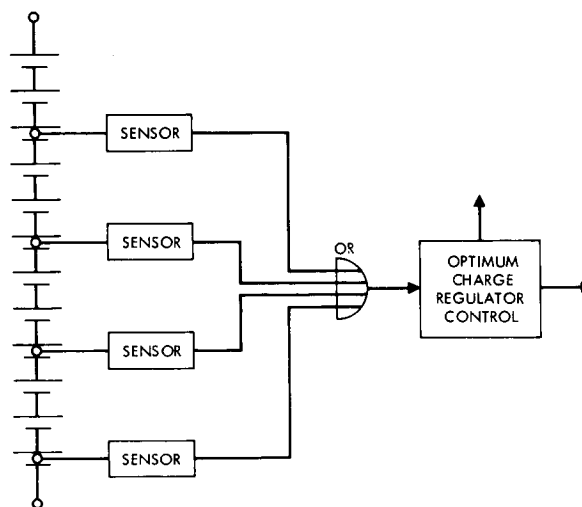 SENSOR
SENSOR
OR
OPTIMUM
CHARGE
REGULATOR
CONTROL
SENSOR
SENSOR